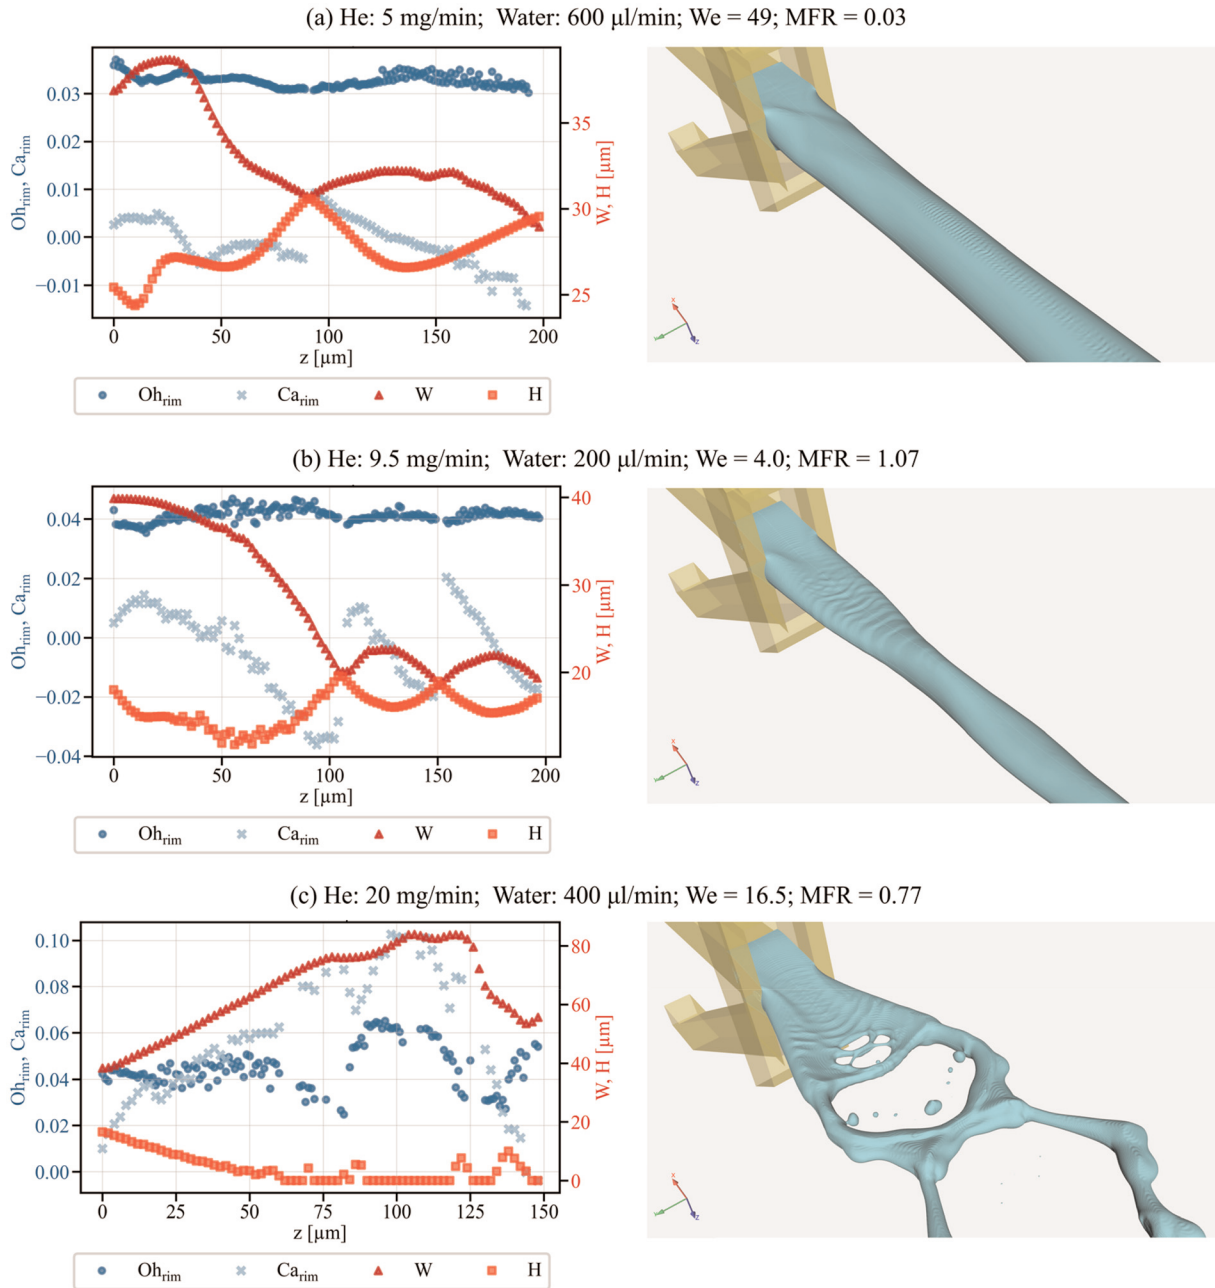 (a) He: 5 mg/min; Water: 600 µl/min; We = 49; MFR = 0.03
0.03
0.02
0.01
0.00
−0.01
Oh_rim, Ca_rim
35
30
25
W, H [µm]
0 50 100 150 200
z [µm]
Oh_rim Ca_rim W H
x
y
z
(b) He: 9.5 mg/min; Water: 200 µl/min; We = 4.0; MFR = 1.07
0.04
0.02
0.00
−0.02
−0.04
Oh_rim, Ca_rim
40
30
20
W, H [µm]
0 50 100 150 200
z [µm]
Oh_rim Ca_rim W H
x
y
z
(c) He: 20 mg/min; Water: 400 µl/min; We = 16.5; MFR = 0.77
0.10
0.08
0.06
0.04
0.02
0.00
Oh_rim, Ca_rim
80
60
40
20
0
W, H [µm]
0 25 50 75 100 125 150
z [µm]
Oh_rim Ca_rim W H
x
y
z